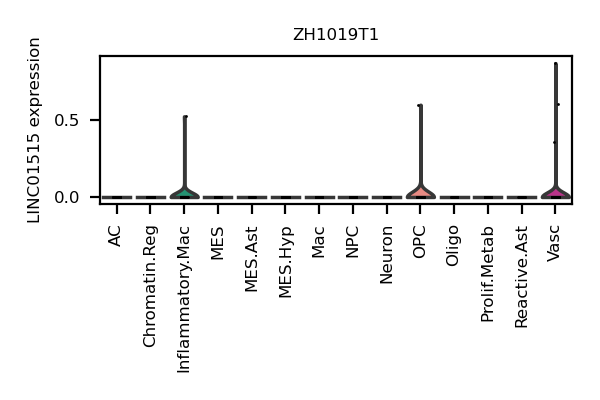 ZH1019T1
LINC01515 expression
0.5
0.0
AC
Chromatin.Reg
Inflammatory.Mac
MES
MES.Ast
MES.Hyp
Mac
NPC
Neuron
OPC
Oligo
Prolif.Metab
Reactive.Ast
Vasc